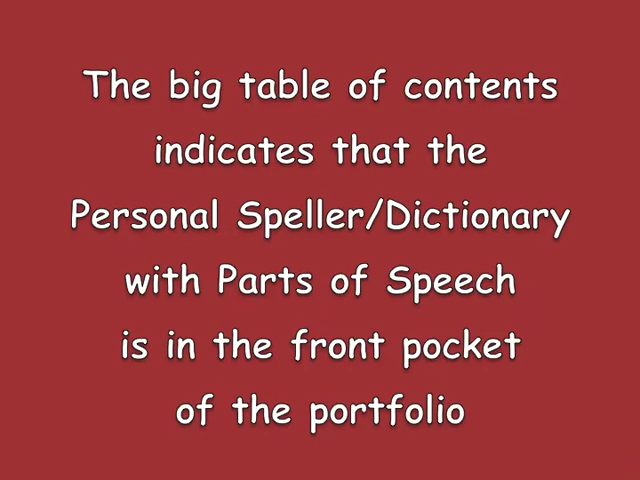 The big table of contents
indicates that the
Personal Speller/Dictionary
with Parts of Speech
is in the front pocket
of the portfolio